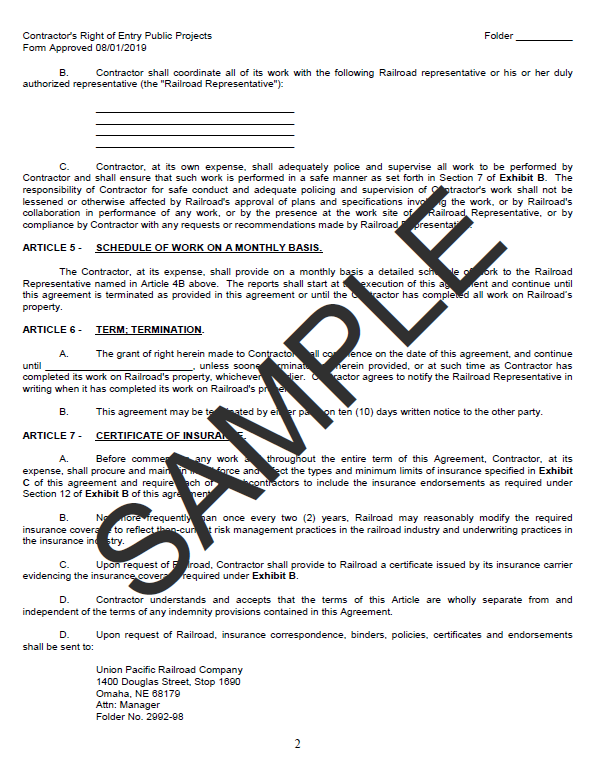 Contractor's Right of Entry Public Projects Folder __________
Form Approved 08/01/2019
B. Contractor shall coordinate all of its work with the following Railroad representative or his or her duly
authorized representative (the "Railroad Representative"):
C. Contractor, at its own expense, shall adequately police and supervise all work to be performed by
Contractor and shall ensure that such work is performed in a safe manner as set forth in Section 7 of Exhibit B. The
responsibility of Contractor for safe conduct and adequate policing and supervision of Contractor's work shall not be
lessened or otherwise affected by Railroad's approval of plans and specifications involving the work, or by Railroad's
collaboration in performance of any work, or by the presence at the work site of a Railroad Representative, or by
compliance by Contractor with any requests or recommendations made by Railroad Representative.
ARTICLE 5 - SCHEDULE OF WORK ON A MONTHLY BASIS.
The Contractor, at its expense, shall provide on a monthly basis a detailed schedule of work to the Railroad
Representative named in Article 4B above. The reports shall start at the execution of this agreement and continue until
this agreement is terminated as provided in this agreement or until the Contractor has completed all work on Railroad's
property.
ARTICLE 6 - TERM; TERMINATION.
A. The grant of right herein made to Contractor shall commence on the date of this agreement, and continue
until __________________________, unless sooner terminated as herein provided, or at such time as Contractor has
completed its work on Railroad's property, whichever is earlier. Contractor agrees to notify the Railroad Representative in
writing when it has completed its work on Railroad's property.
B. This agreement may be terminated by either party on ten (10) days written notice to the other party.
ARTICLE 7 - CERTIFICATE OF INSURANCE.
A. Before commencing any work and throughout the entire term of this Agreement, Contractor, at its
expense, shall procure and maintain in full force and effect the types and minimum limits of insurance specified in Exhibit
C of this agreement and require each of its subcontractors to include the insurance endorsements as required under
Section 12 of Exhibit B of this agreement.
B. Not more frequently than once every two (2) years, Railroad may reasonably modify the required
insurance coverage to reflect then-current risk management practices in the railroad industry and underwriting practices in
the insurance industry.
C. Upon request of Railroad, Contractor shall provide to Railroad a certificate issued by its insurance carrier
evidencing the insurance coverage required under Exhibit B.
D. Contractor understands and accepts that the terms of this Article are wholly separate from and
independent of the terms of any indemnity provisions contained in this Agreement.
D. Upon request of Railroad, insurance correspondence, binders, policies, certificates and endorsements
shall be sent to:
Union Pacific Railroad Company
1400 Douglas Street, Stop 1690
Omaha, NE 68179
Attn: Manager
Folder No. 2992-98
2
SAMPLE